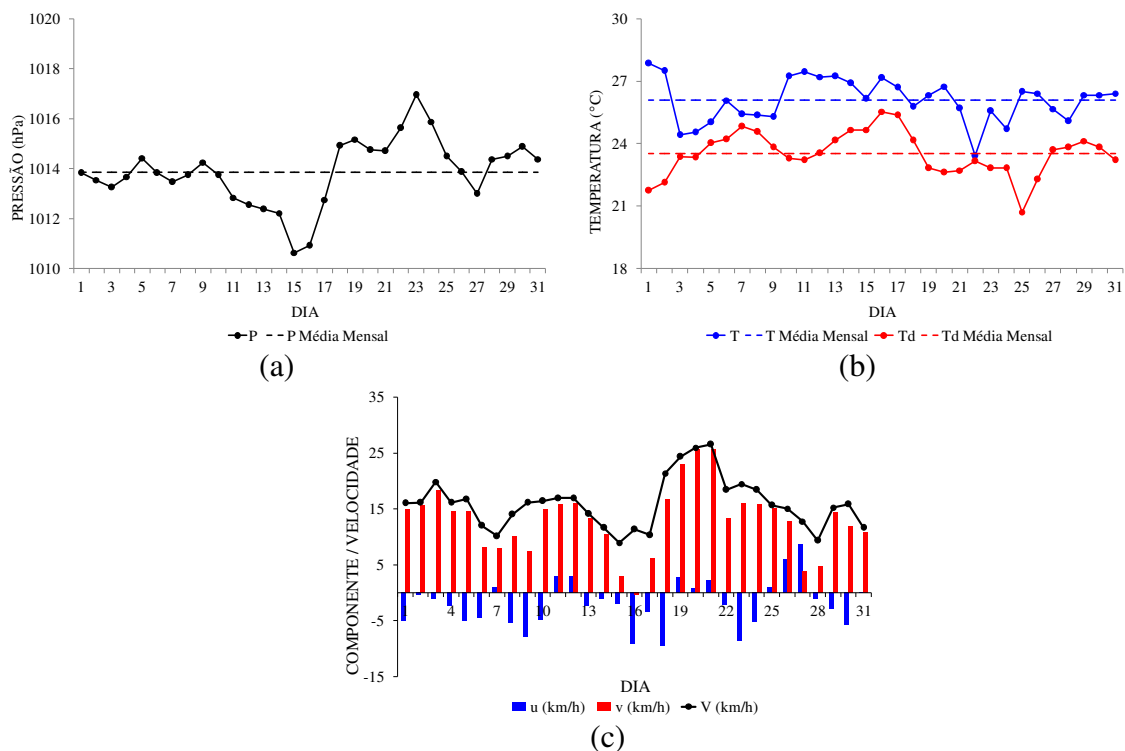 1020
1018
1016
1014
1012
1010
PRESSÃO (hPa)
1 3 5 7 9 11 13 15 17 19 21 23 25 27 29 31
DIA
P P Média Mensal
(a)
30
27
24
21
18
TEMPERATURA (°C)
1 3 5 7 9 11 13 15 17 19 21 23 25 27 29 31
DIA
T T Média Mensal Td Td Média Mensal
(b)
35
25
15
5
-5
-15
COMPONENTE / VELOCIDADE
1 4 7 10 13 16 19 22 25 28 31
DIA
u (km/h) v (km/h) V (km/h)
(c)